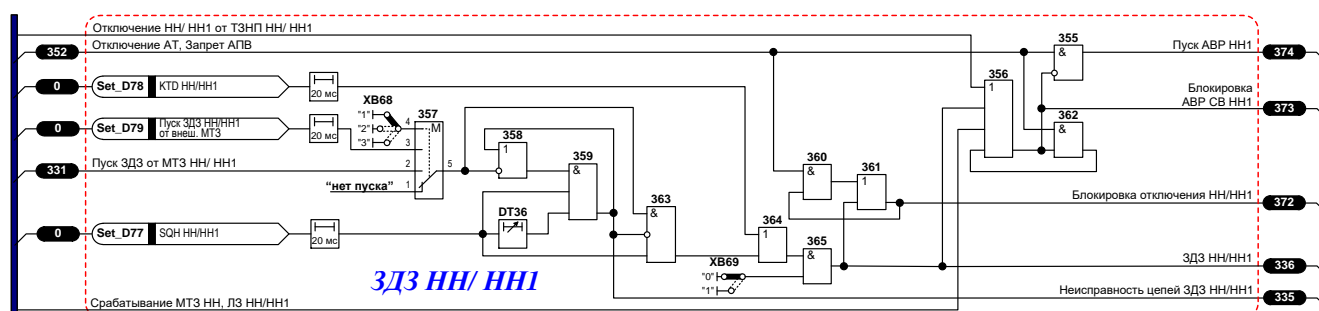 Отключение НН/ НН1 от ТЗНП НН/ НН1
352 Отключение АТ, Запрет АПВ
355
&
Пуск АВР НН1 374
0 Set_D78 KTD НН/НН1
20 мс
356
1
Блокировка
АВР СВ НН1 373
XB68
"1"
"2"
"3"
4
3
2
1
357
M
5
0 Set_D79 Пуск ЗДЗ НН/НН1
от внеш. МТЗ
20 мс
362
&
358
1
331 Пуск ЗДЗ от МТЗ НН/ НН1
"нет пуска"
359
&
360
&
361
1
Блокировка отключения НН/НН1 372
363
&
DT36
0 Set_D77 SQH НН/НН1
20 мс
364
1
365
&
XB69
"0"
"1"
ЗДЗ НН/НН1 336
ЗДЗ НН/ НН1
Неисправность цепей ЗДЗ НН/НН1 335
Срабатывание МТЗ НН, ЛЗ НН/НН1